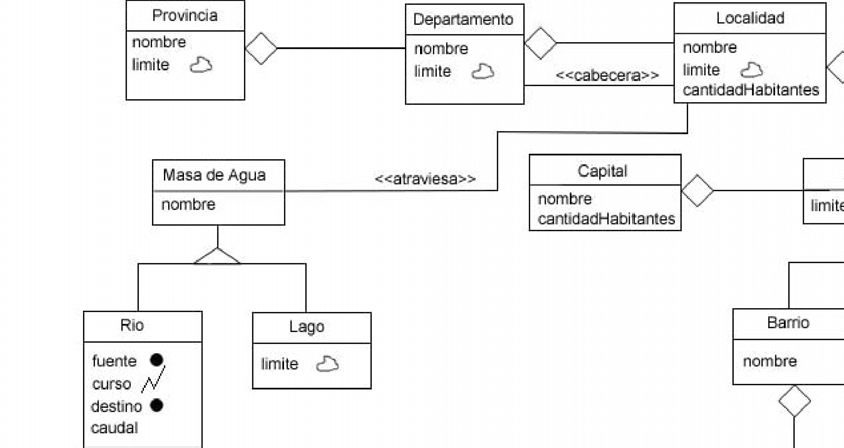 Provincia
nombre
limite
Departamento
nombre
limite
Localidad
nombre
limite
cantidadHabitantes
<<cabecera>>
Masa de Agua
nombre
<<atraviesa>>
Capital
nombre
cantidadHabitantes
limite
Rio
fuente
curso
destino
caudal
Lago
limite
Barrio
nombre